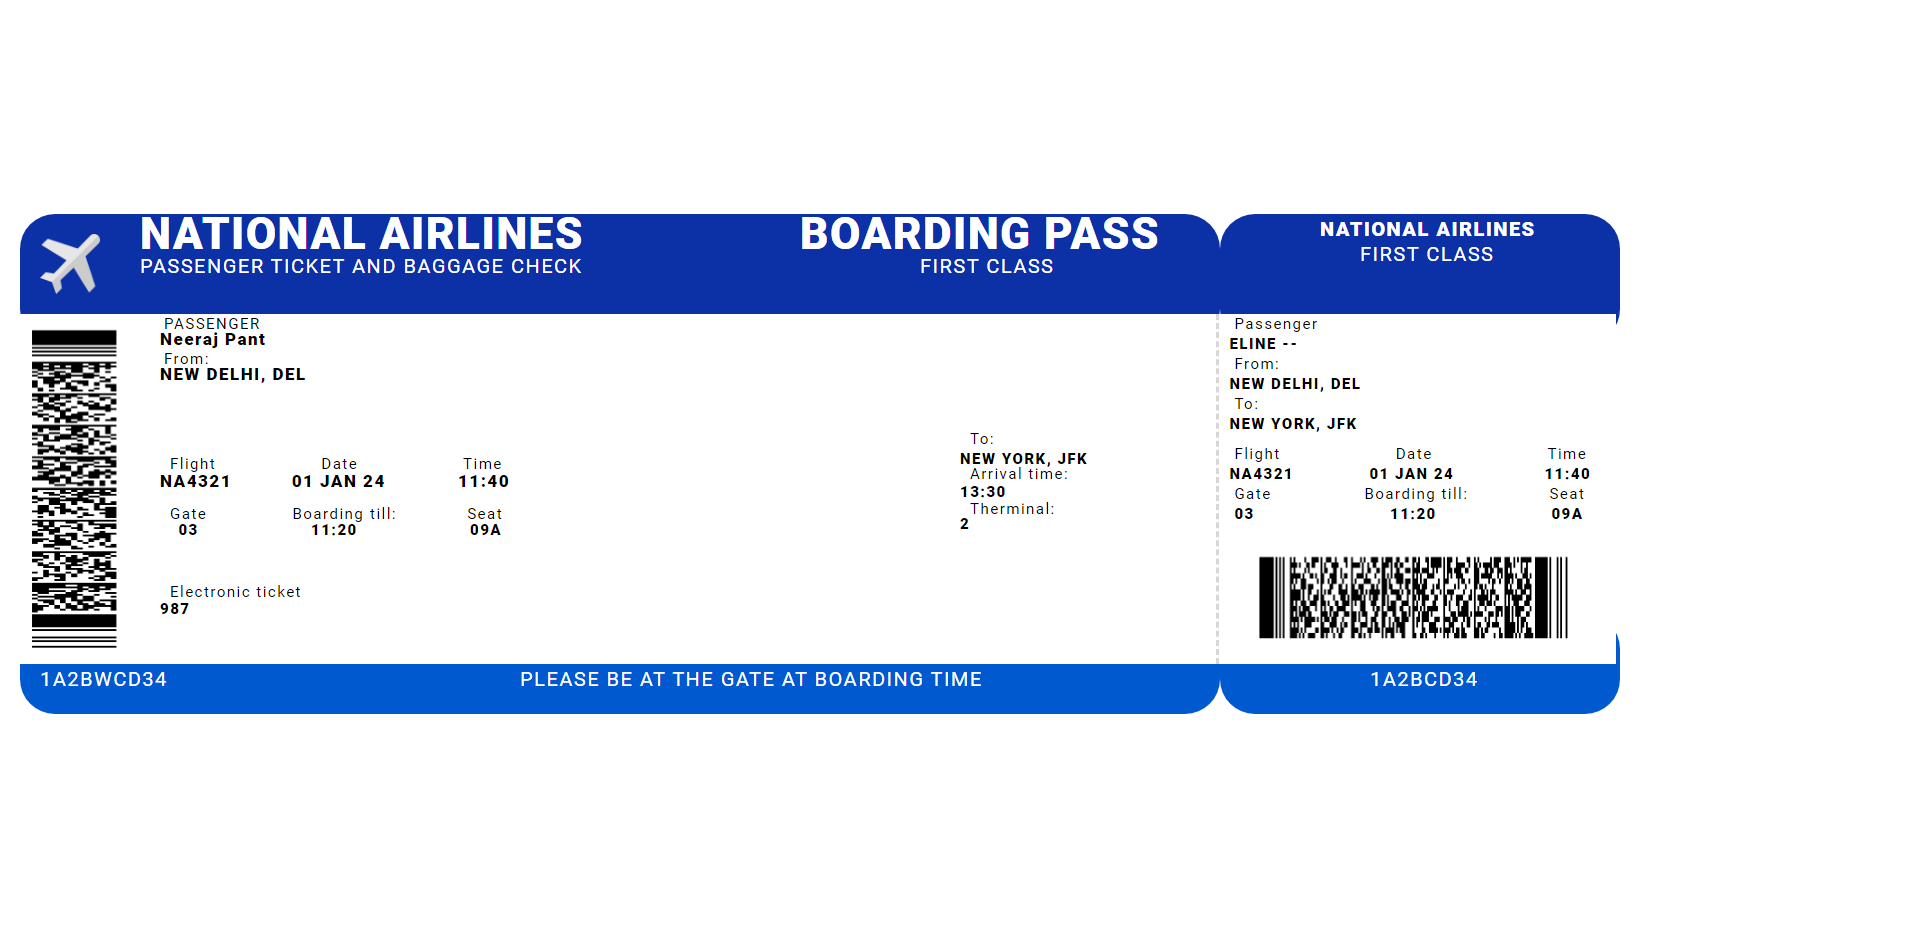 NATIONAL AIRLINES
PASSENGER TICKET AND BAGGAGE CHECK
BOARDING PASS
FIRST CLASS
PASSENGER
Neeraj Pant
From:
NEW DELHI, DEL
To:
NEW YORK, JFK
Arrival time:
13:30
Therminal:
2
Flight Date Time
NA4321 01 JAN 24 11:40
Gate Boarding till: Seat
03 11:20 09A
Electronic ticket
987
1A2BWCD34 PLEASE BE AT THE GATE AT BOARDING TIME
NATIONAL AIRLINES
FIRST CLASS
Passenger
ELINE --
From:
NEW DELHI, DEL
To:
NEW YORK, JFK
Flight Date Time
NA4321 01 JAN 24 11:40
Gate Boarding till: Seat
03 11:20 09A
1A2BCD34